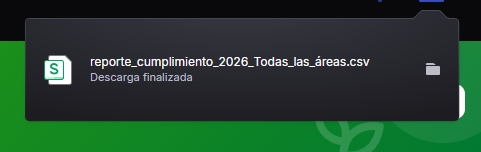 reporte_cumplimiento_2026_Todas_las_áreas.csv
Descarga finalizada